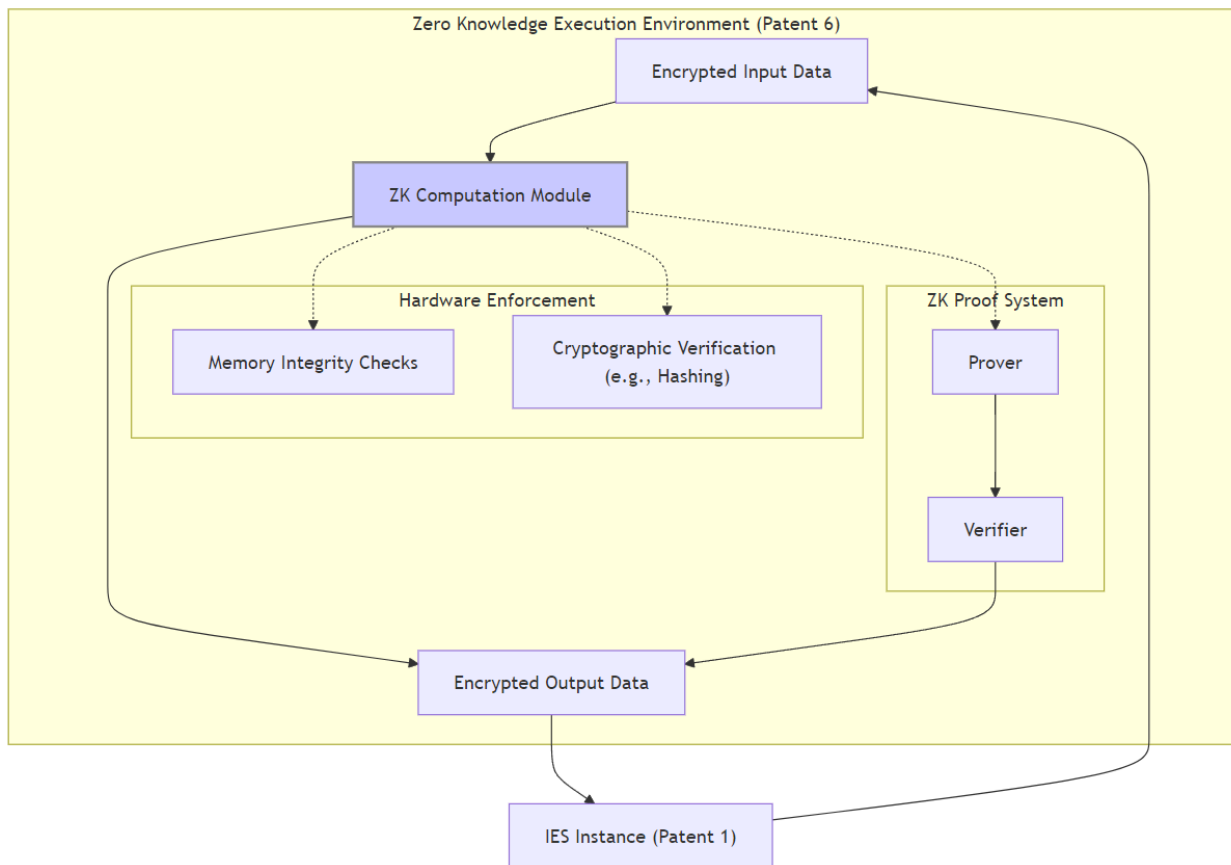 Zero Knowledge Execution Environment (Patent 6)
Encrypted Input Data
ZK Computation Module
Hardware Enforcement
ZK Proof System
Memory Integrity Checks
Cryptographic Verification
(e.g., Hashing)
Prover
Verifier
Encrypted Output Data
IES Instance (Patent 1)